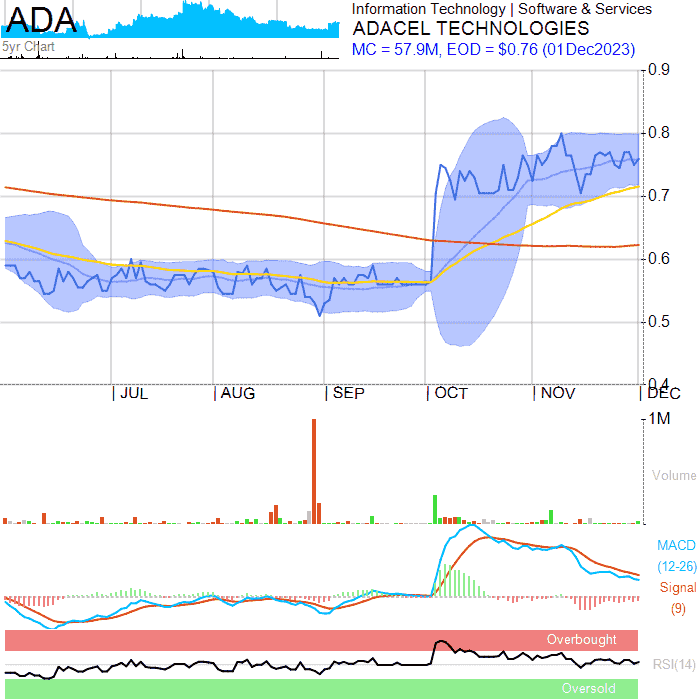 ADA
5yr Chart
Information Technology | Software & Services
ADACEL TECHNOLOGIES
MC = 57.9M, EOD = $0.76 (01Dec2023)
0.9
0.8
0.7
0.6
0.5
0.4
JUL AUG SEP OCT NOV DEC
1M
Volume
MACD
(12-26)
Signal
(9)
Overbought
RSI(14)
Oversold